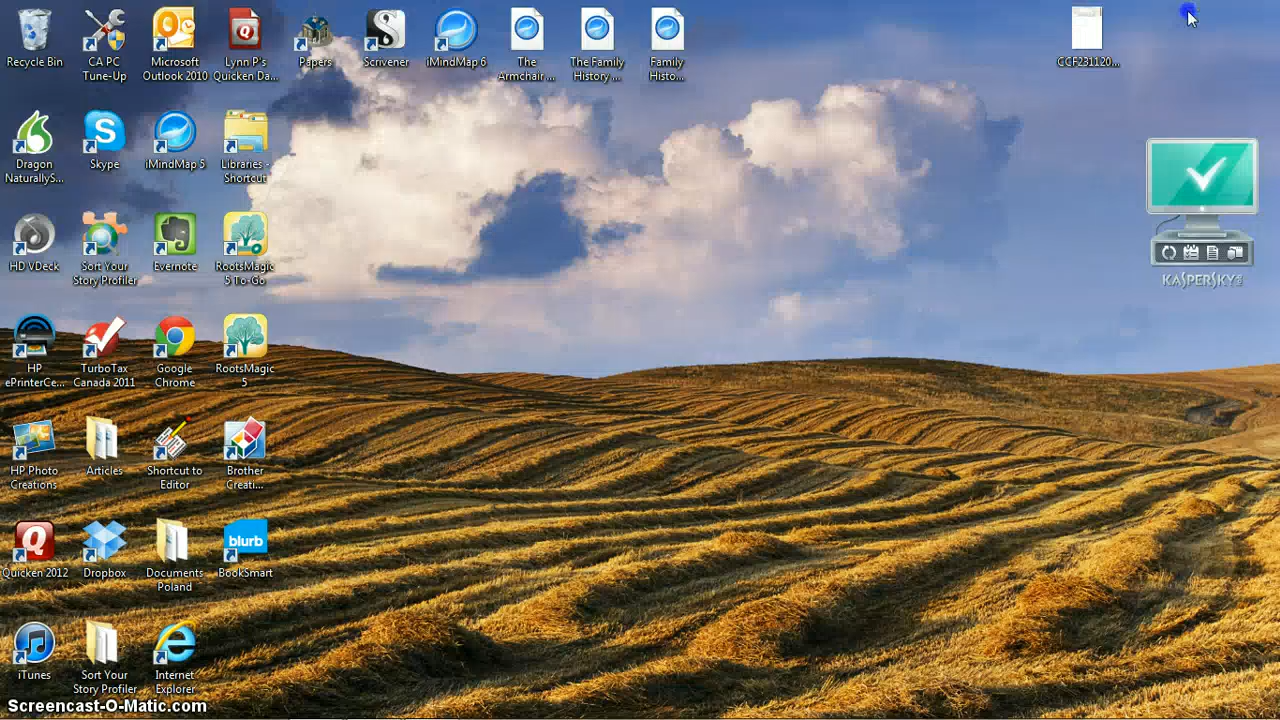 Recycle Bin
CA PC
Tune-Up
Microsoft
Outlook 2010
Lynn P's
Quicken Da...
Papers
Scrivener
iMindMap 6
The
Armchair ...
The Family
History ...
Family
Histo...
CCF231120...
Dragon
NaturallyS...
Skype
iMindMap 5
Libraries -
Shortcut
HD VDeck
Sort Your
Story Profiler
Evernote
RootsMagic
5 To-Go
KASPERSKY
HP
ePrinterCe...
TurboTax
Canada 2011
Google
Chrome
RootsMagic
5
HP Photo
Creations
Articles
Shortcut to
Editor
Brother
Creati...
Quicken 2012
Dropbox
Documents
Poland
blurb
BookSmart
iTunes
Sort Your
Story Profiler
Internet
Explorer
Screencast-O-Matic.com